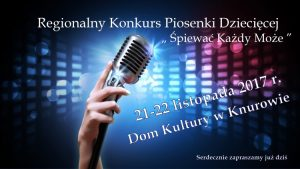 Regionalny Konkurs Piosenki Dziecięcej
„ Śpiewać Każdy Może ”
21-22 listopada 2017 r.
Dom Kultury w Knurowie
Serdecznie zapraszamy już dziś